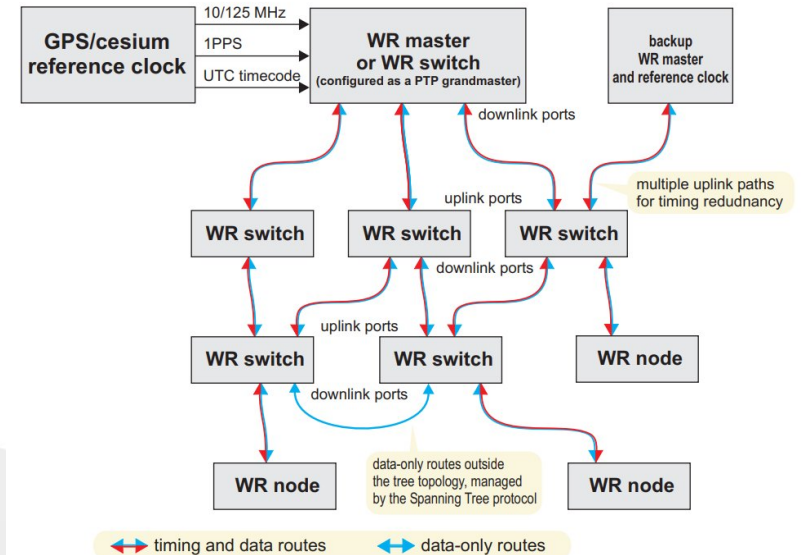 GPS/cesium
reference clock
10/125 MHz
1PPS
UTC timecode
WR master
or WR switch
(configured as a PTP grandmaster)
backup
WR master
and reference clock
downlink ports
multiple uplink paths
for timing redudnancy
uplink ports
WR switch
WR switch
WR switch
downlink ports
uplink ports
WR switch
WR switch
WR node
downlink ports
data-only routes outside
the tree topology, managed
by the Spanning Tree protocol
WR node
WR node
timing and data routes
data-only routes